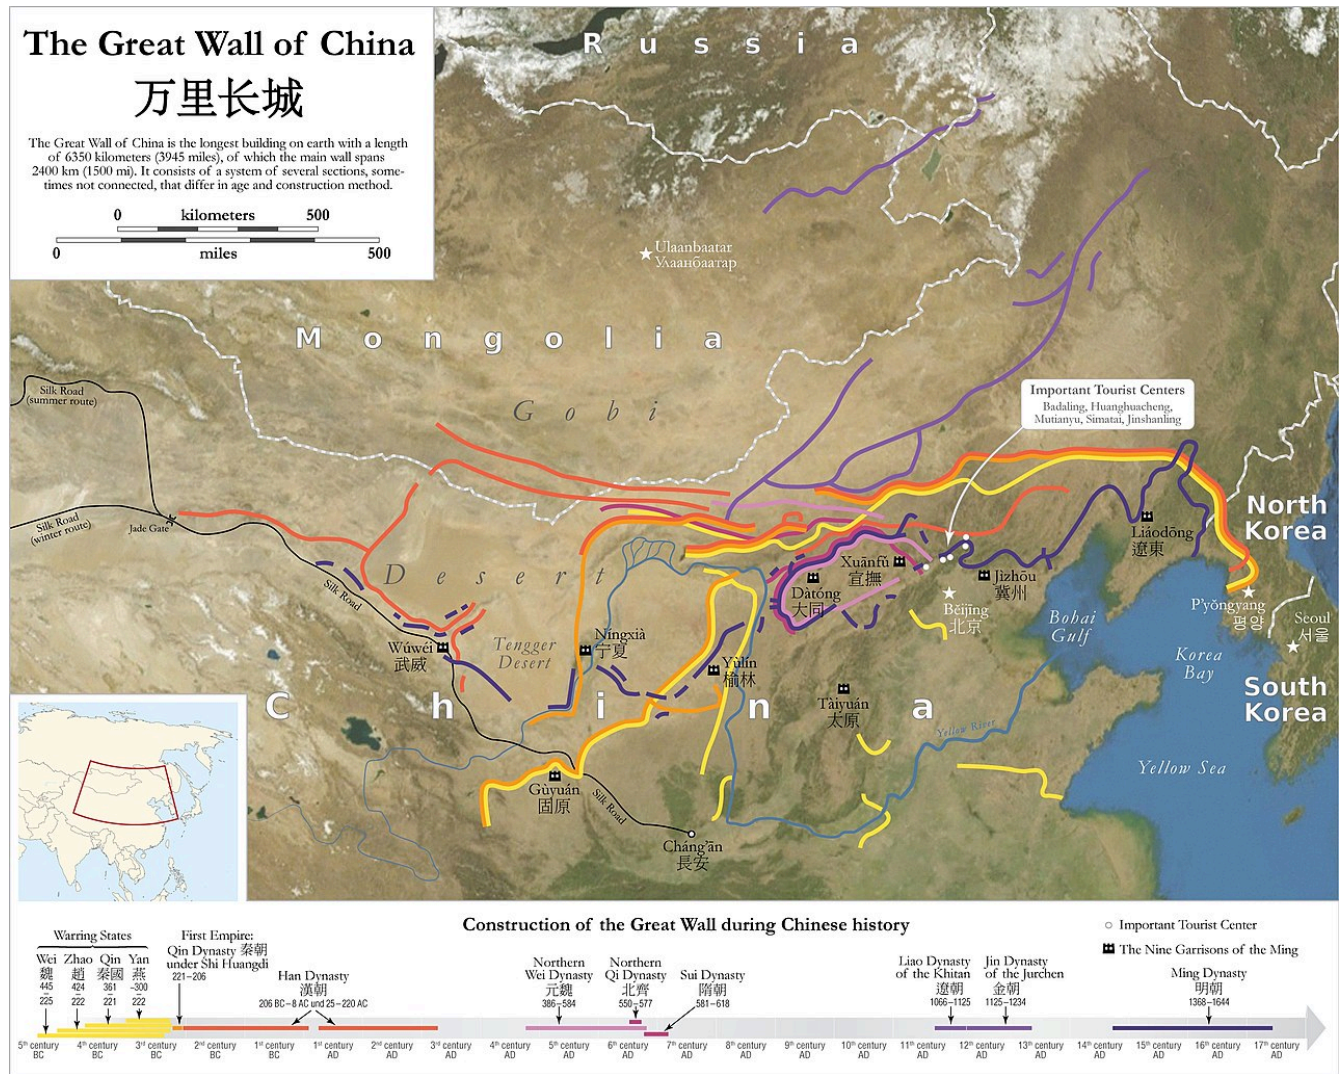 The Great Wall of China
万里长城
The Great Wall of China is the longest building on earth with a length
of 6350 kilometers (3945 miles), of which the main wall spans
2400 km (1500 mi). It consists of a system of several sections, some-
times not connected, that differ in age and construction method.
0 kilometers 500
0 miles 500
Russia
Ulaanbaatar
Улаанбаатар
Mongolia
Gobi
Silk Road
(summer route)
Important Tourist Centers
Badaling, Huanghuacheng,
Mutianyu, Simatai, Jinshanling
Silk Road
(winter route)
Jade Gate
North
Korea
Liáodōng
遼東
Desert
Silk Road
Xuānfǔ
宣撫
Dàtóng
大同
Jìzhōu
冀州
Běijīng
北京
P'yǒngyang
평양
Seoul
서울
Bohai
Gulf
Korea
Bay
Wúwéi
武威
Tengger
Desert
Níngxià
宁夏
Yùlín
榆林
Tàiyuán
太原
South
Korea
China
Yellow River
Yellow Sea
Gùyuán
固原
Silk Road
Cháng'ān
長安
Construction of the Great Wall during Chinese history
Important Tourist Center
The Nine Garrisons of the Ming
Warring States
Wei
魏
445
-
225
Zhao
趙
424
-
222
Qin
秦國
361
-
221
Yan
燕
~300
-
222
First Empire:
Qin Dynasty 秦朝
under Shi Huangdi
221–206
Han Dynasty
漢朝
206 BC–8 AC und 25–220 AC
Northern
Wei Dynasty
元魏
386–584
Northern
Qi Dynasty
北齊
550–577
Sui Dynasty
隋朝
581–618
Liao Dynasty
of the Khitan
遼朝
1066–1125
Jin Dynasty
of the Jurchen
金朝
1125–1234
Ming Dynasty
明朝
1368–1644
5th century
BC
4th century
BC
3rd century
BC
2nd century
BC
1st century
BC
1st century
AD
2nd century
AD
3rd century
AD
4th century
AD
5th century
AD
6th century
AD
7th century
AD
8th century
AD
9th century
AD
10th century
AD
11th century
AD
12th century
AD
13th century
AD
14th century
AD
15th century
AD
16th century
AD
17th century
AD